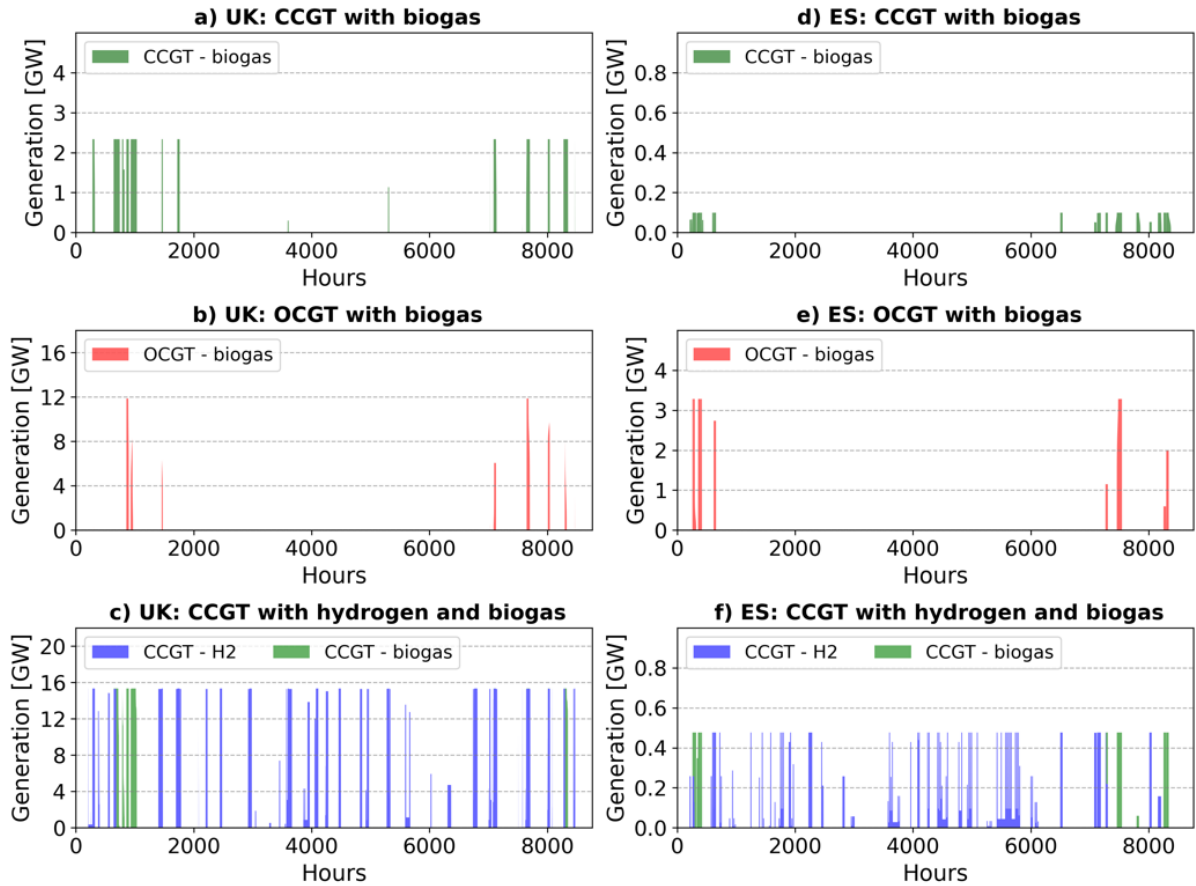 a) UK: CCGT with biogas
CCGT - biogas
Generation [GW]
4
3
2
1
0
0 2000 4000 6000 8000
Hours
d) ES: CCGT with biogas
CCGT - biogas
Generation [GW]
0.8
0.6
0.4
0.2
0.0
0 2000 4000 6000 8000
Hours
b) UK: OCGT with biogas
OCGT - biogas
Generation [GW]
16
12
8
4
0
0 2000 4000 6000 8000
Hours
e) ES: OCGT with biogas
OCGT - biogas
Generation [GW]
4
3
2
1
0
0 2000 4000 6000 8000
Hours
c) UK: CCGT with hydrogen and biogas
CCGT - H2 CCGT - biogas
Generation [GW]
20
16
12
8
4
0
0 2000 4000 6000 8000
Hours
f) ES: CCGT with hydrogen and biogas
CCGT - H2 CCGT - biogas
Generation [GW]
0.8
0.6
0.4
0.2
0.0
0 2000 4000 6000 8000
Hours